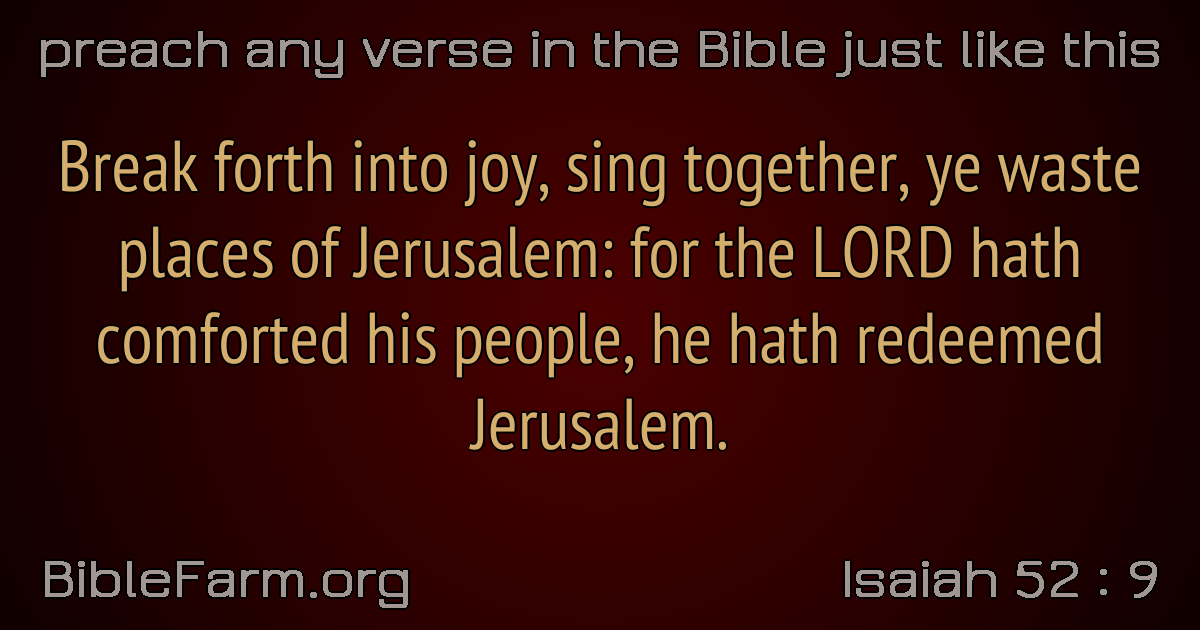 preach any verse in the Bible just like this
Break forth into joy, sing together, ye waste
places of Jerusalem: for the LORD hath
comforted his people, he hath redeemed
Jerusalem.
BibleFarm.org
Isaiah 52 : 9